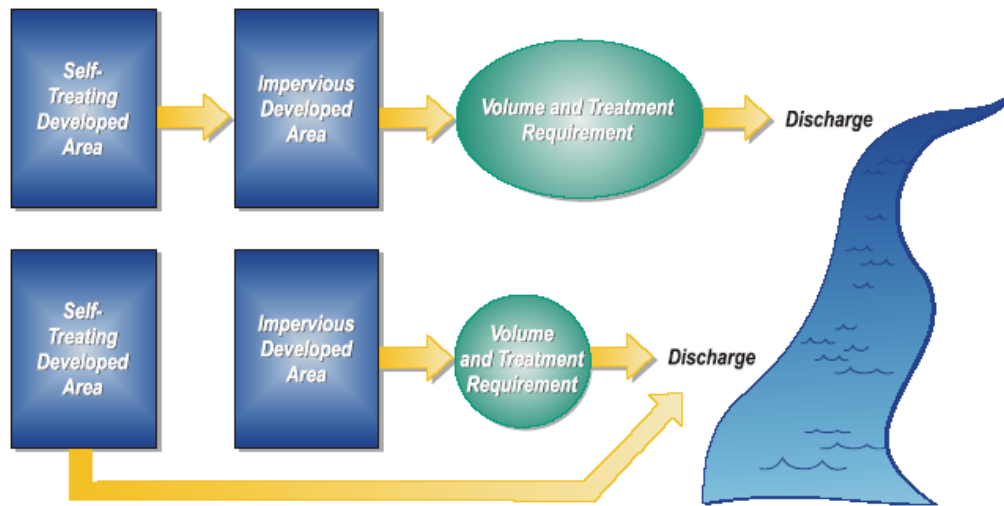 Self-
Treating
Developed
Area
Impervious
Developed
Area
Volume and Treatment
Requirement
Discharge
Self-
Treating
Developed
Area
Impervious
Developed
Area
Volume
and Treatment
Requirement
Discharge